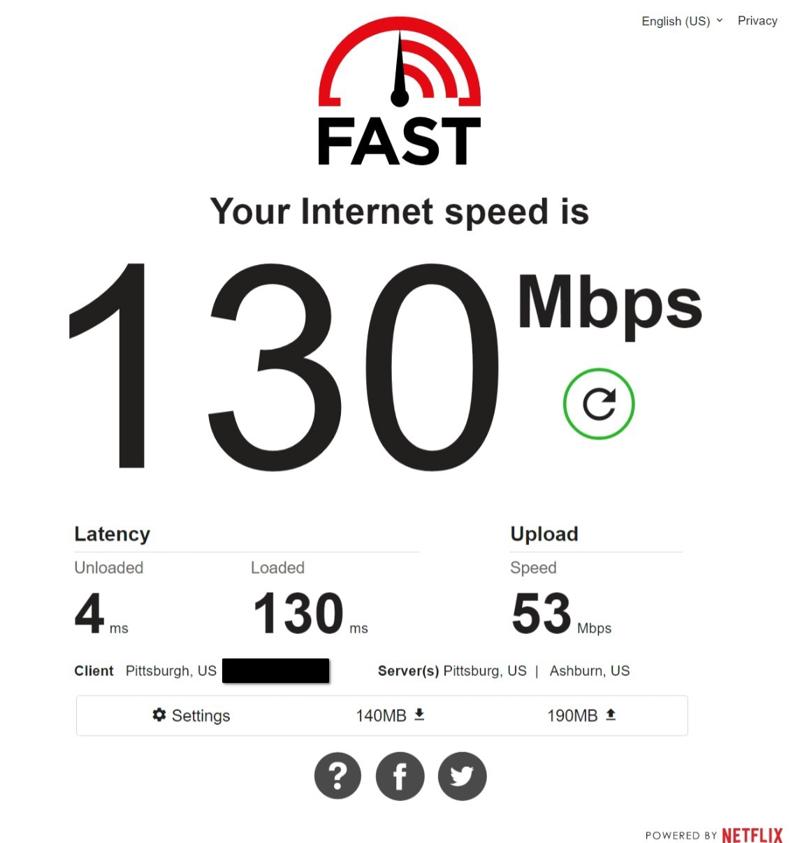 English (US) Privacy
FAST
Your Internet speed is
130 Mbps
Latency Upload
Unloaded Loaded Speed
4 ms 130 ms 53 Mbps
Client Pittsburgh, US Server(s) Pittsburg, US | Ashburn, US
Settings 140MB 190MB
? f
POWERED BY NETFLIX